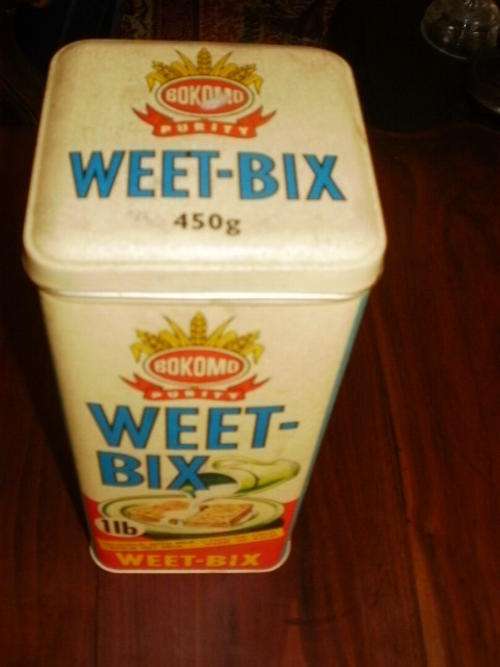 BOKOMO
PURITY
WEET-BIX
450g
BOKOMO
PURITY
WEET-
BIX
1lb
WEET-BIX